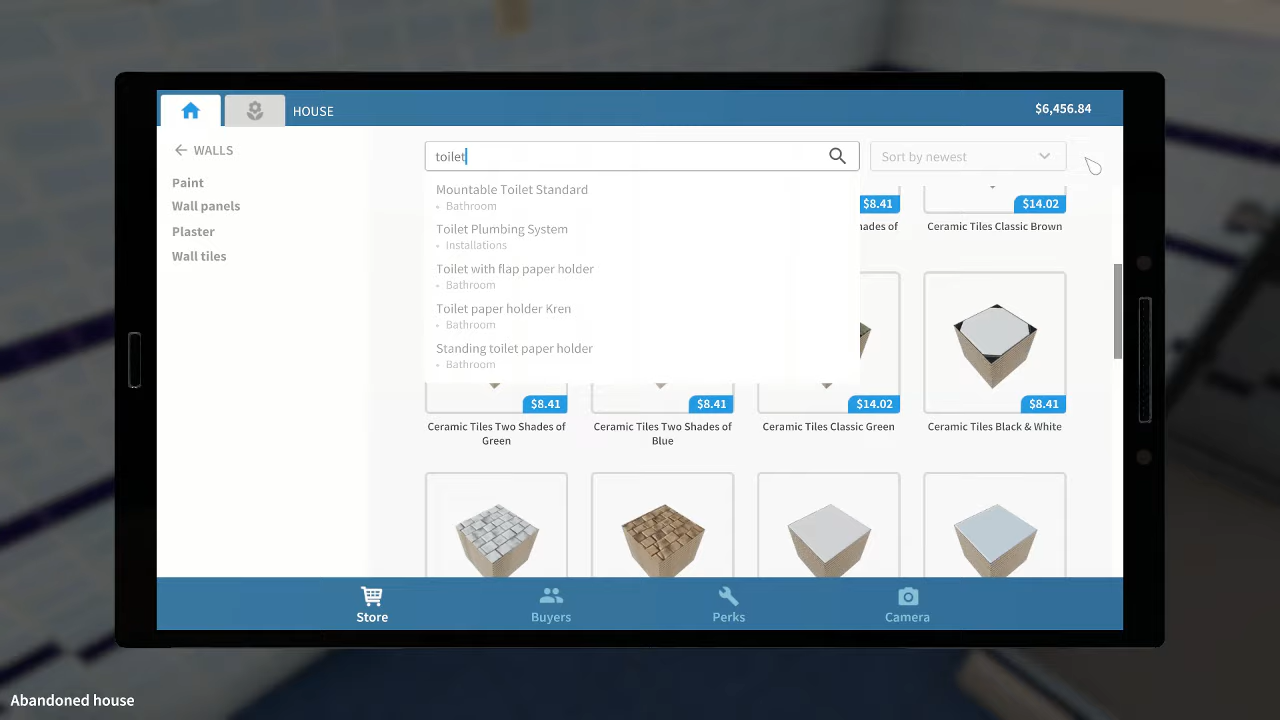 HOUSE
$6,456.84
WALLS
Paint
Wall panels
Plaster
Wall tiles
toilet
Sort by newest
Mountable Toilet Standard
• Bathroom
Toilet Plumbing System
• Installations
Toilet with flap paper holder
• Bathroom
Toilet paper holder Kren
• Bathroom
Standing toilet paper holder
• Bathroom
$8.41
$14.02
hades of
Ceramic Tiles Classic Brown
$8.41
$8.41
$14.02
$8.41
Ceramic Tiles Two Shades of
Green
Ceramic Tiles Two Shades of
Blue
Ceramic Tiles Classic Green
Ceramic Tiles Black & White
Store
Buyers
Perks
Camera
Abandoned house